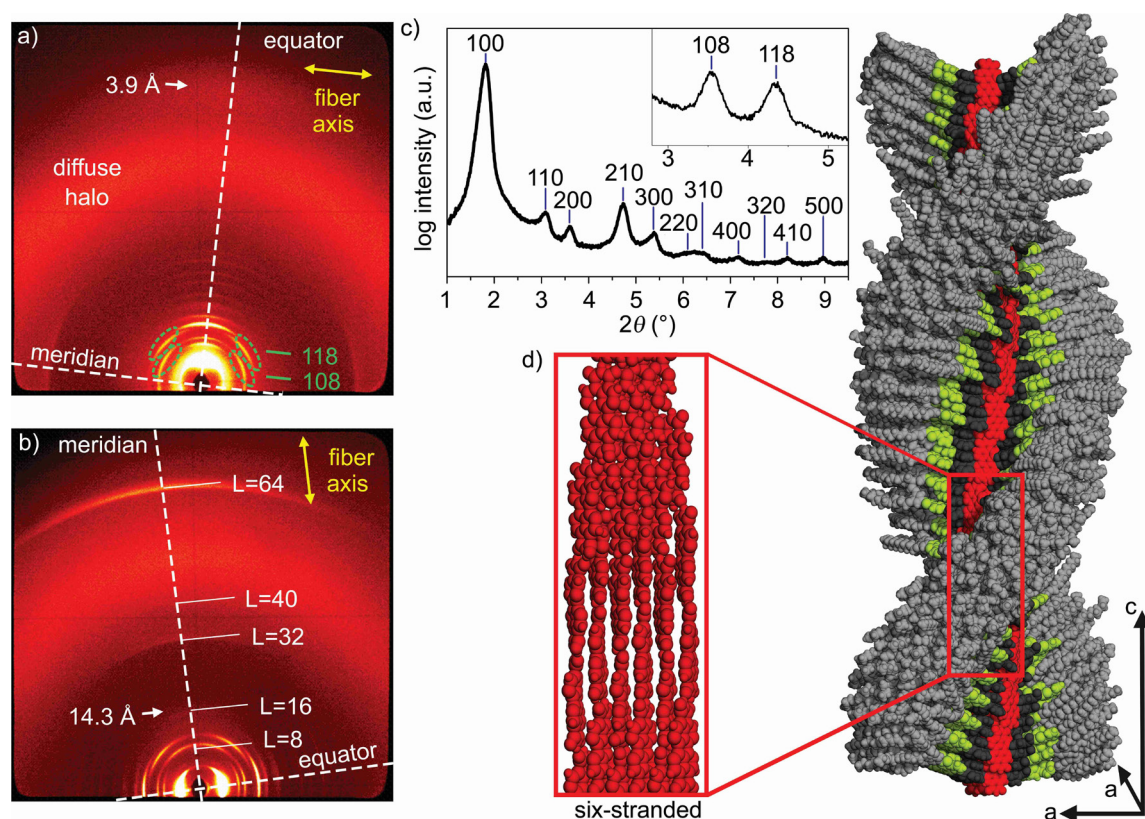 a)
equator
3.9 Å
fiber
axis
diffuse
halo
meridian
118
108
b)
meridian
fiber
axis
L=64
L=40
L=32
14.3 Å
L=16
L=8
equator
c)
log intensity (a.u.)
100
110
200
210
300
220
310
400
320
410
500
108
118
3 4 5
1 2 3 4 5 6 7 8 9
2θ (°)
d)
six-stranded
c
a
a